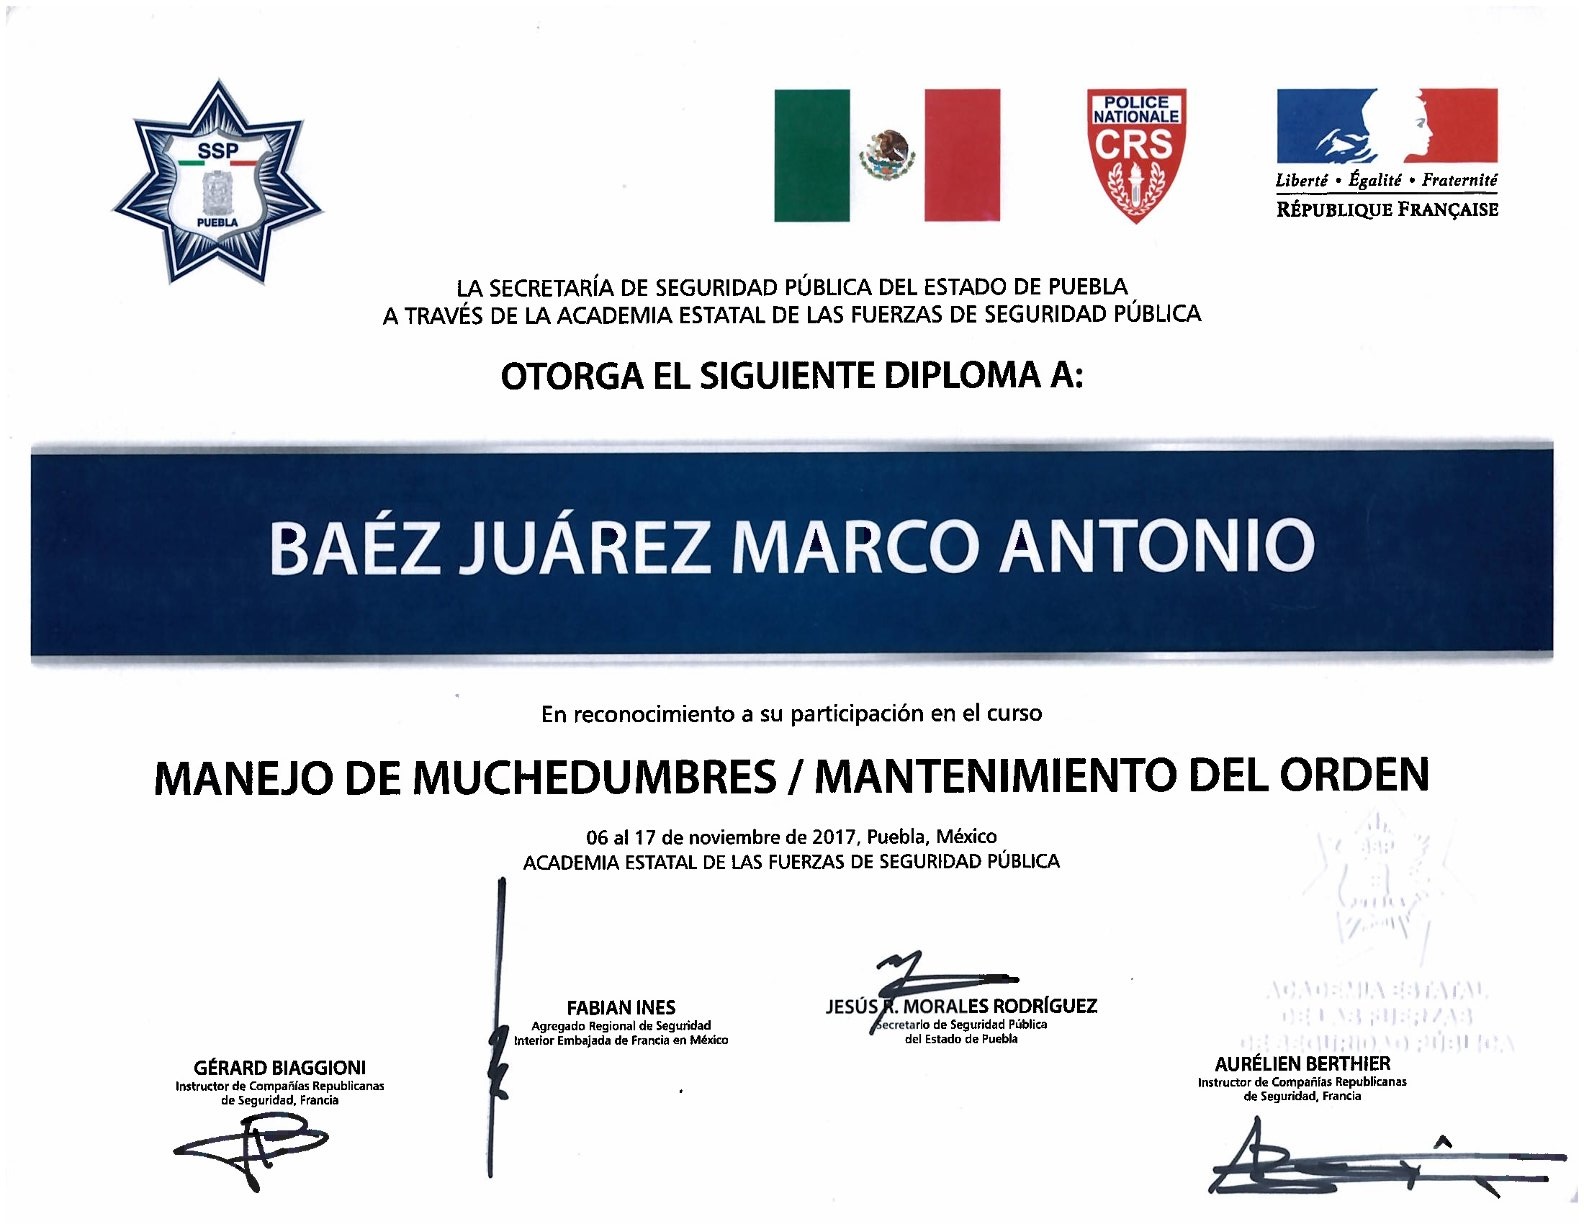 SSP
PUEBLA
POLICE
NATIONALE
CRS
Liberté • Égalité • Fraternité
RÉPUBLIQUE FRANÇAISE
LA SECRETARÍA DE SEGURIDAD PÚBLICA DEL ESTADO DE PUEBLA
A TRAVÉS DE LA ACADEMIA ESTATAL DE LAS FUERZAS DE SEGURIDAD PÚBLICA
OTORGA EL SIGUIENTE DIPLOMA A:
BAÉZ JUÁREZ MARCO ANTONIO
En reconocimiento a su participación en el curso
MANEJO DE MUCHEDUMBRES / MANTENIMIENTO DEL ORDEN
06 al 17 de noviembre de 2017, Puebla, México
ACADEMIA ESTATAL DE LAS FUERZAS DE SEGURIDAD PÚBLICA
FABIAN INES
Agregado Regional de Seguridad
Interior Embajada de Francia en México
JESÚS R. MORALES RODRÍGUEZ
Secretario de Seguridad Pública
del Estado de Puebla
ACADEMIA ESTATAL
DE LAS FUERZAS
DE SEGURIDAD PÚBLICA
GÉRARD BIAGGIONI
Instructor de Compañías Republicanas
de Seguridad, Francia
AURÉLIEN BERTHIER
Instructor de Compañías Republicanas
de Seguridad, Francia